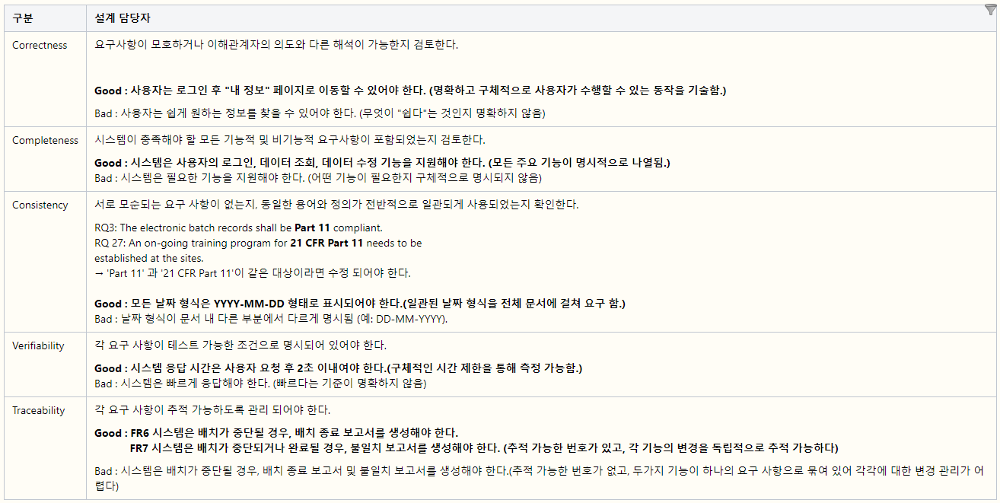 구분
설계 담당자
Correctness
요구사항이 모호하거나 이해관계자의 의도와 다른 해석이 가능한지 검토한다.
Good : 사용자는 로그인 후 "내 정보" 페이지로 이동할 수 있어야 한다. (명확하고 구체적으로 사용자가 수행할 수 있는 동작을 기술함.)
Bad : 사용자는 쉽게 원하는 정보를 찾을 수 있어야 한다. (무엇이 "쉽다"는 것인지 명확하지 않음)
Completeness
시스템이 충족해야 할 모든 기능적 및 비기능적 요구사항이 포함되었는지 검토한다.
Good : 시스템은 사용자의 로그인, 데이터 조회, 데이터 수정 기능을 지원해야 한다. (모든 주요 기능이 명시적으로 나열됨.)
Bad : 시스템은 필요한 기능을 지원해야 한다. (어떤 기능이 필요한지 구체적으로 명시되지 않음)
Consistency
서로 모순되는 요구 사항이 없는지, 동일한 용어와 정의가 전반적으로 일관되게 사용되었는지 확인한다.
RQ3: The electronic batch records shall be Part 11 compliant.
RQ 27: An on-going training program for 21 CFR Part 11 needs to be
established at the sites.
→ 'Part 11' 과 '21 CFR Part 11'이 같은 대상이라면 수정 되어야 한다.
Good : 모든 날짜 형식은 YYYY-MM-DD 형태로 표시되어야 한다.(일관된 날짜 형식을 전체 문서에 걸쳐 요구 함.)
Bad : 날짜 형식이 문서 내 다른 부분에서 다르게 명시됨 (예: DD-MM-YYYY).
Verifiability
각 요구 사항이 테스트 가능한 조건으로 명시되어 있어야 한다.
Good : 시스템 응답 시간은 사용자 요청 후 2초 이내여야 한다.(구체적인 시간 제한을 통해 측정 가능함.)
Bad : 시스템은 빠르게 응답해야 한다. (빠르다는 기준이 명확하지 않음)
Traceability
각 요구 사항이 추적 가능하도록 관리 되어야 한다.
Good : FR6 시스템은 배치가 중단될 경우, 배치 종료 보고서를 생성해야 한다.
FR7 시스템은 배치가 중단되거나 완료될 경우, 불일치 보고서를 생성해야 한다. (추적 가능한 번호가 있고, 각 기능의 변경을 독립적으로 추적 가능하다)
Bad : 시스템은 배치가 중단될 경우, 배치 종료 보고서 및 불일치 보고서를 생성해야 한다.(추적 가능한 번호가 없고, 두가지 기능이 하나의 요구 사항으로 묶여 있어 각각에 대한 변경 관리가 어
렵다)